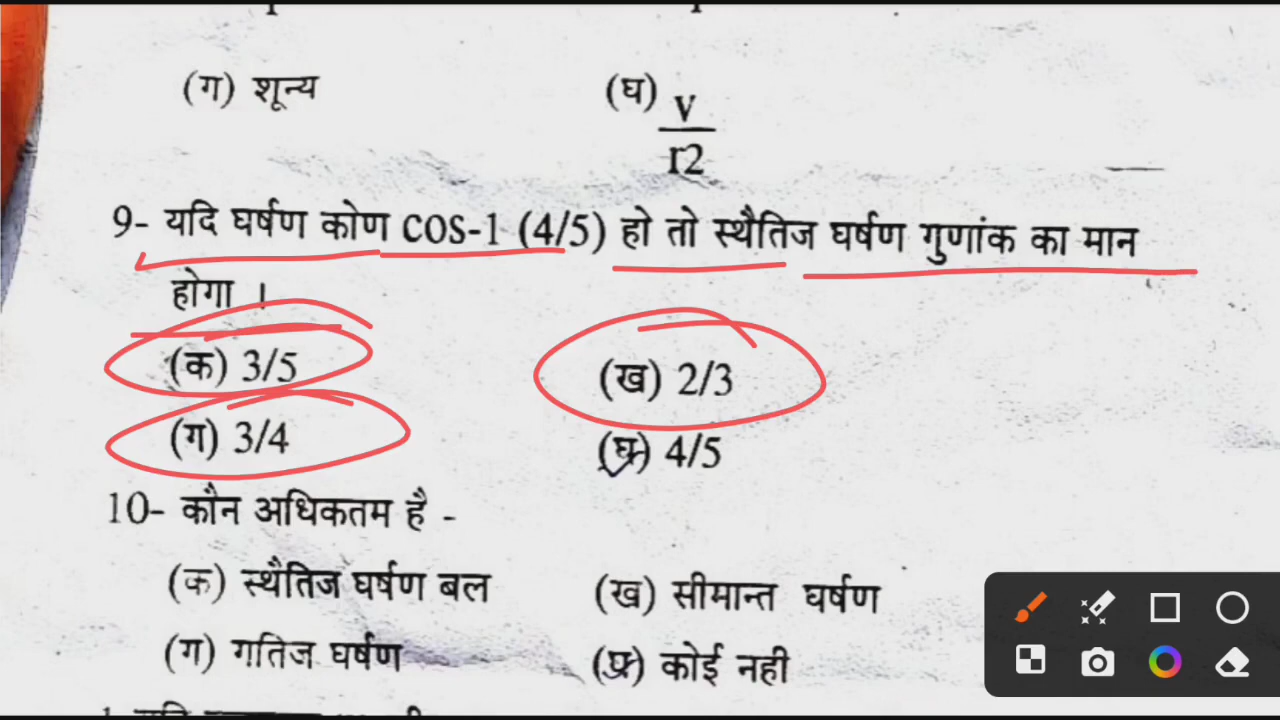 (ग) शून्य (घ) v/r2
9- यदि घर्षण कोण cos-1 (4/5) हो तो स्थैतिज घर्षण गुणांक का मान
होगा ।
(क) 3/5 (ख) 2/3
(ग) 3/4 (घ) 4/5
10- कौन अधिकतम है -
(क) स्थैतिज घर्षण बल (ख) सीमान्त घर्षण
(ग) गतिज घर्षण (घ) कोई नही